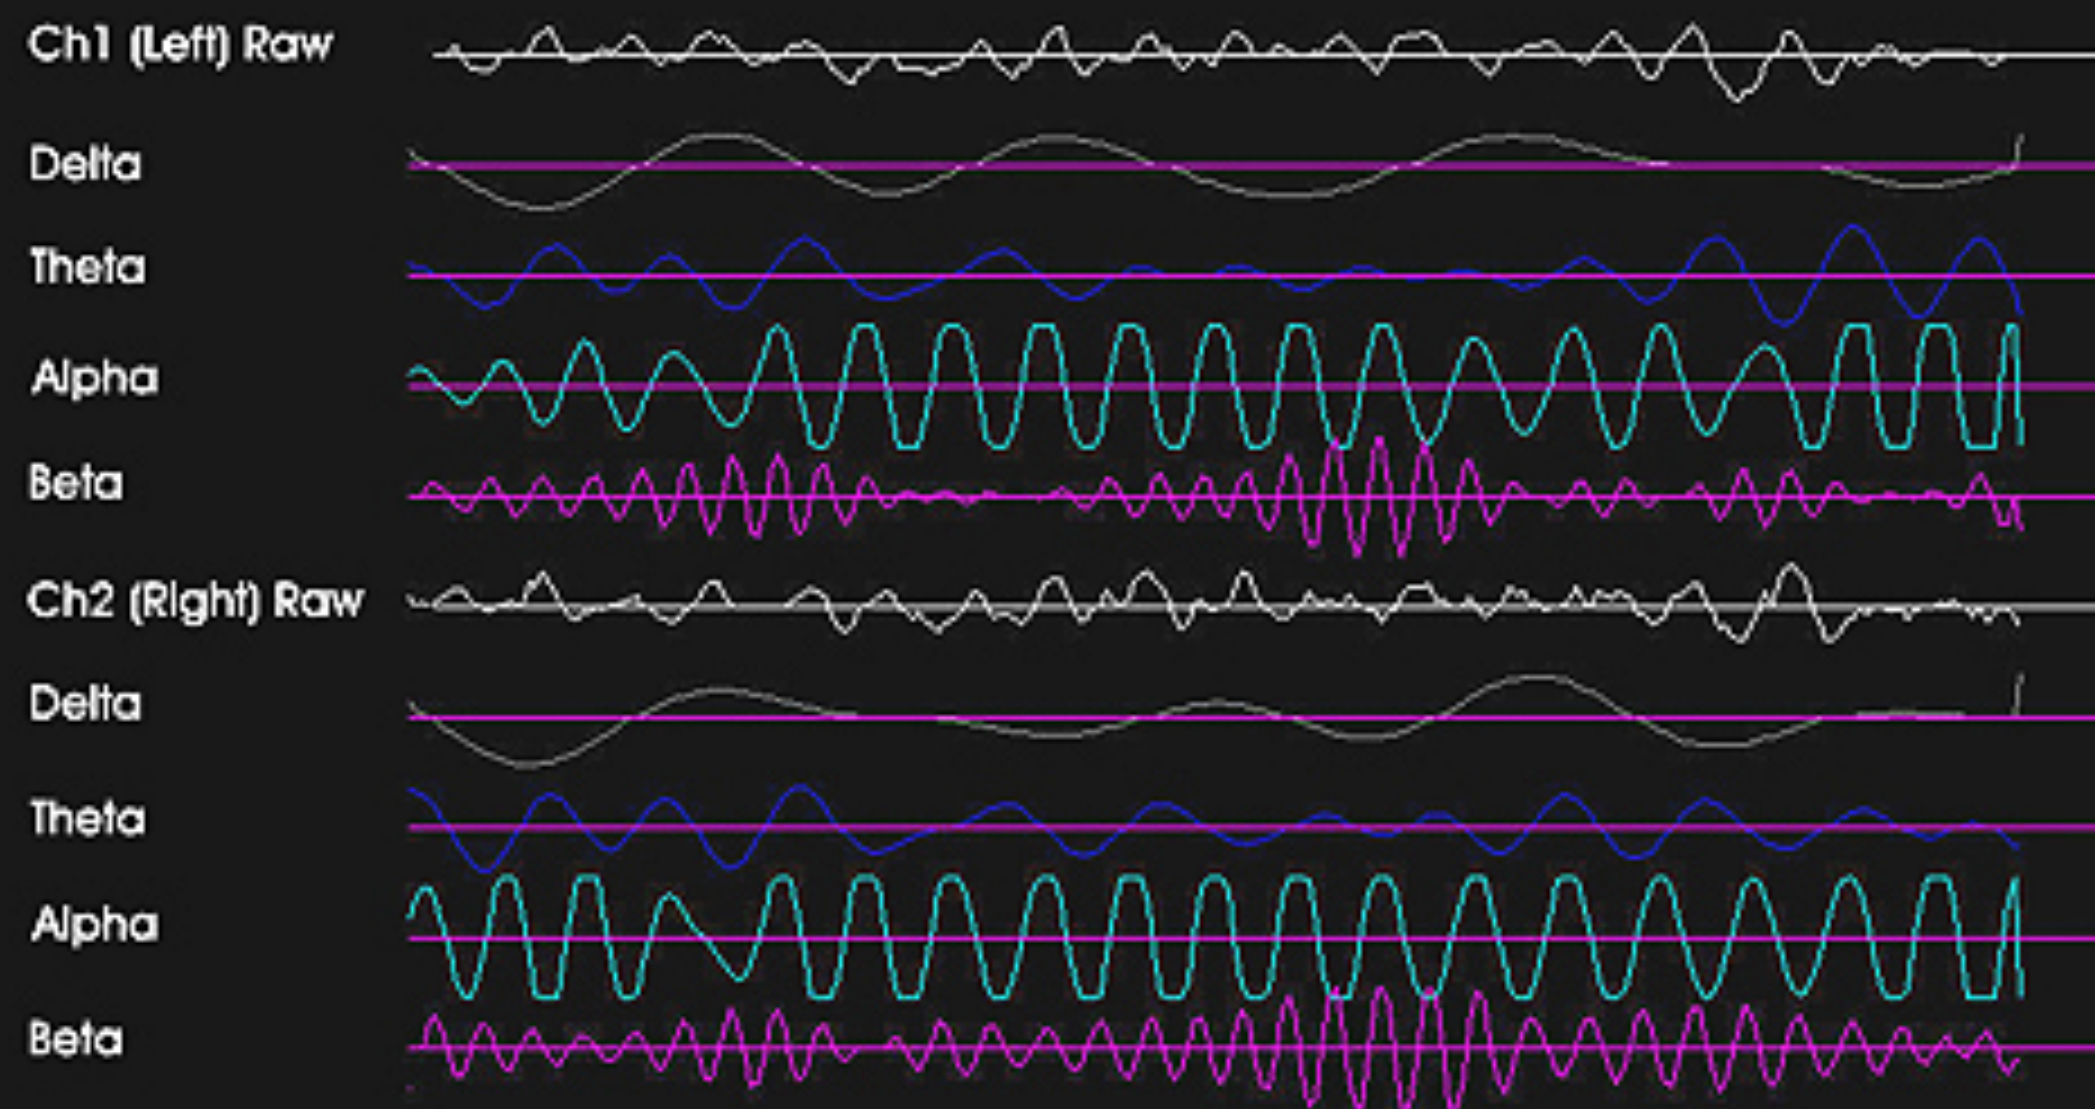 Ch1 (Left) Raw
Delta
Theta
Alpha
Beta
Ch2 (Right) Raw
Delta
Theta
Alpha
Beta